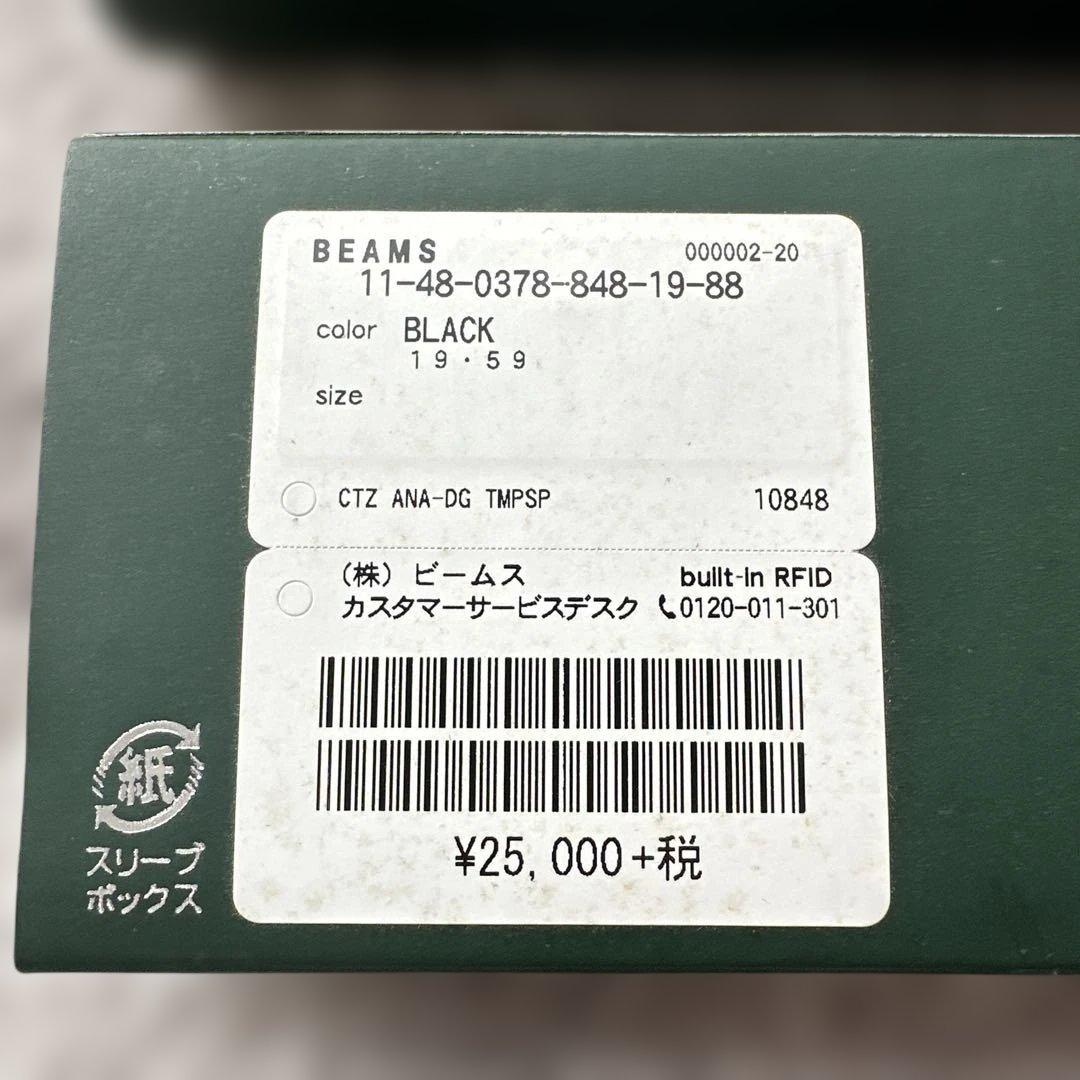 BEAMS 000002-20
11-48-0378-848-19-88
color BLACK
19・59
size
CTZ ANA-DG TMPSP 10848
(株) ビームス built-in RFID
カスタマーサービスデスク 0120-011-301
¥25,000+税
紙
スリーブ
ボックス